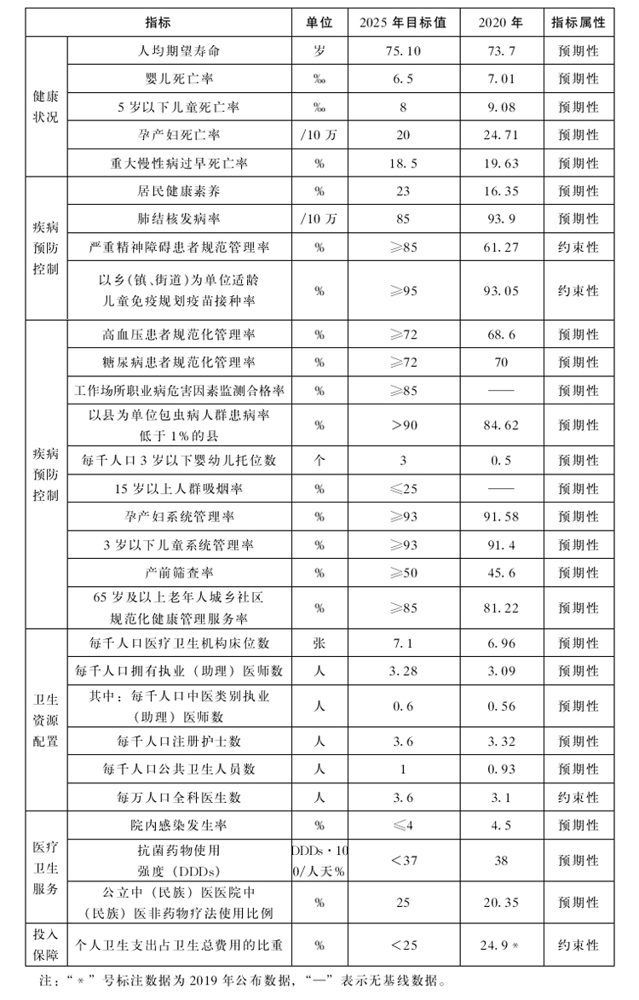 指标 单位 2025年目标值 2020年 指标属性
健康状况
人均期望寿命 岁 75.10 73.7 预期性
婴儿死亡率 ‰ 6.5 7.01 预期性
5岁以下儿童死亡率 ‰ 8 9.08 预期性
孕产妇死亡率 /10万 20 24.71 预期性
重大慢性病过早死亡率 % 18.5 19.63 预期性
疾病预防控制
居民健康素养 % 23 16.35 预期性
肺结核发病率 /10万 85 93.9 预期性
严重精神障碍患者规范管理率 % ≥85 61.27 约束性
以乡(镇、街道)为单位适龄
儿童免疫规划疫苗接种率 % ≥95 93.05 约束性
疾病预防控制
高血压患者规范化管理率 % ≥72 68.6 预期性
糖尿病患者规范化管理率 % ≥72 70 预期性
工作场所职业病危害因素监测合格率 % ≥85 —— 预期性
以县为单位包虫病人群患病率
低于1%的县 % >90 84.62 预期性
每千人口3岁以下婴幼儿托位数 个 3 0.5 预期性
15岁以上人群吸烟率 % ≤25 —— 预期性
孕产妇系统管理率 % ≥93 91.58 预期性
3岁以下儿童系统管理率 % ≥93 91.4 预期性
产前筛查率 % ≥50 45.6 预期性
65岁及以上老年人城乡社区
规范化健康管理服务率 % ≥85 81.22 预期性
卫生资源配置
每千人口医疗卫生机构床位数 张 7.1 6.96 预期性
每千人口拥有执业（助理）医师数 人 3.28 3.09 预期性
其中：每千人口中医类别执业
（助理）医师数 人 0.6 0.56 预期性
每千人口注册护士数 人 3.6 3.32 预期性
每千人口公共卫生人员数 人 1 0.93 预期性
每万人口全科医生数 人 3.6 3.1 约束性
医疗卫生服务
院内感染发生率 % ≤4 4.5 预期性
抗菌药物使用
强度（DDDs） DDDs·100/人天% <37 38 预期性
公立中（民族）医医院中
（民族）医非药物疗法使用比例 % 25 20.35 预期性
投入保障
个人卫生支出占卫生总费用的比重 % <25 24.9* 约束性
注：“*”号标注数据为2019年公布数据，“—”表示无基线数据。